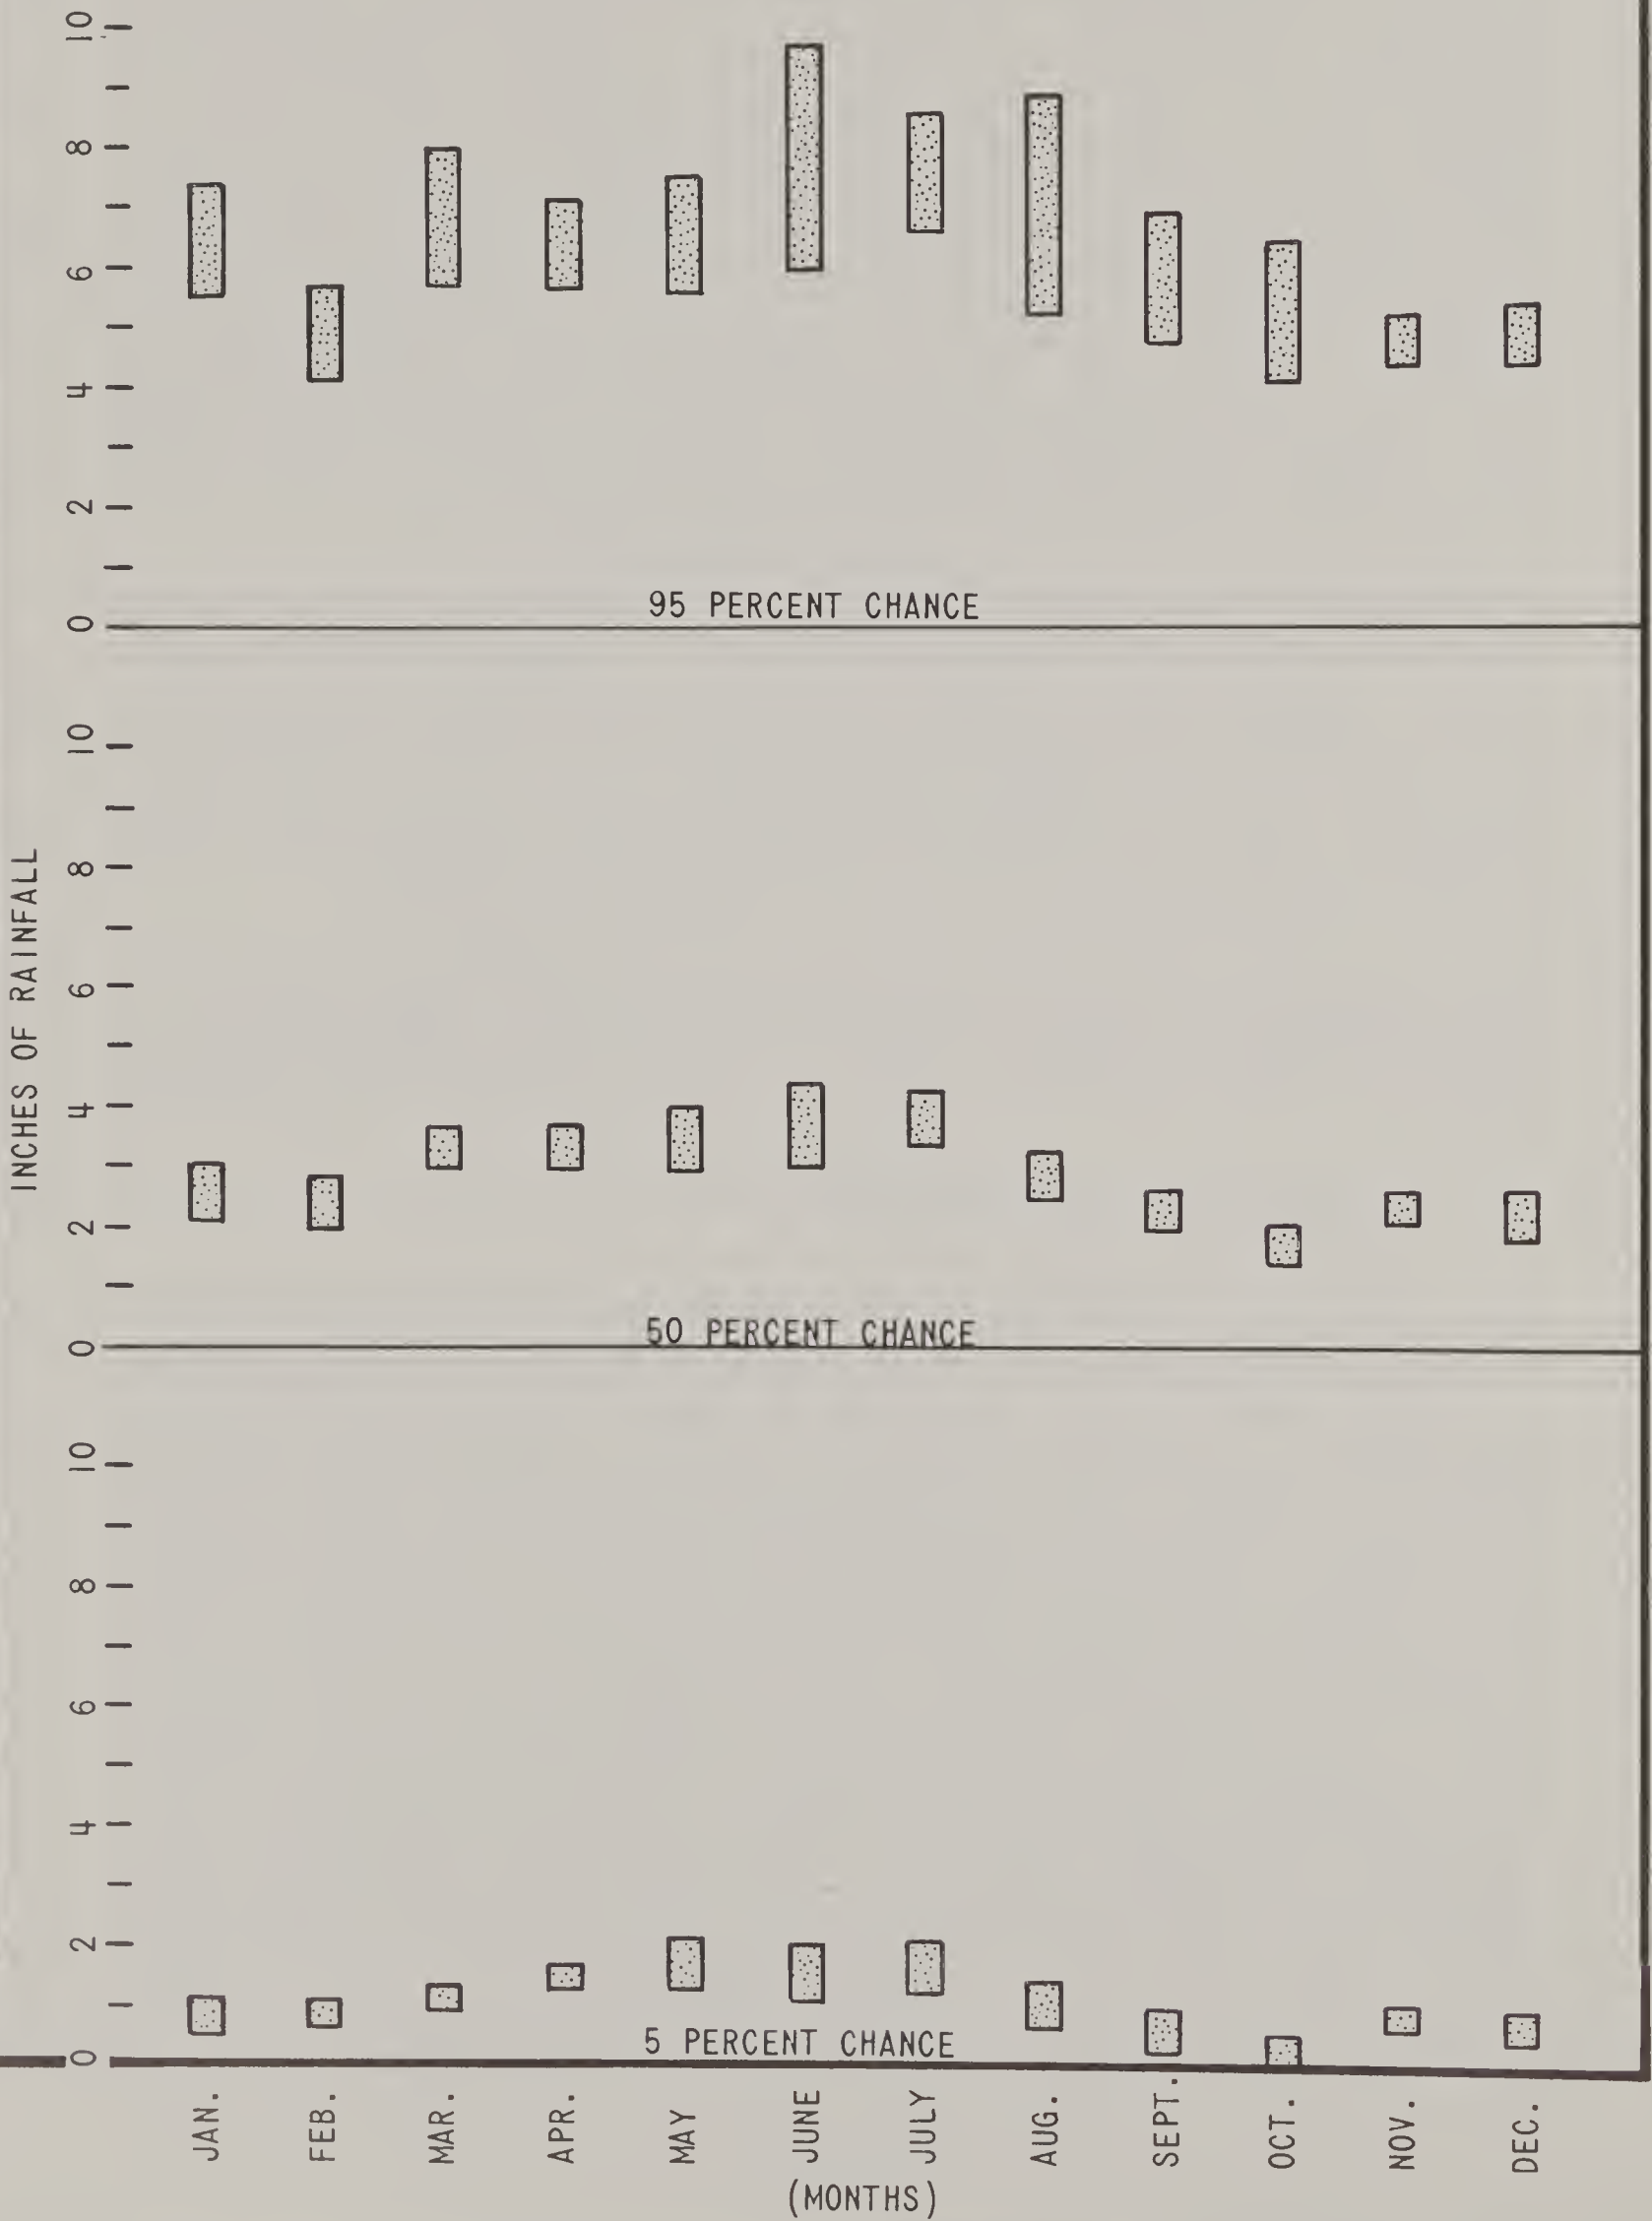 INCHES OF RAINFALL
10
8
6
4
2
0
95 PERCENT CHANCE
10
8
6
4
2
0
50 PERCENT CHANCE
10
8
6
4
2
0
5 PERCENT CHANCE
JAN.
FEB.
MAR.
APR.
MAY
JUNE
JULY
AUG.
SEPT.
OCT.
NOV.
DEC.
(MONTHS)